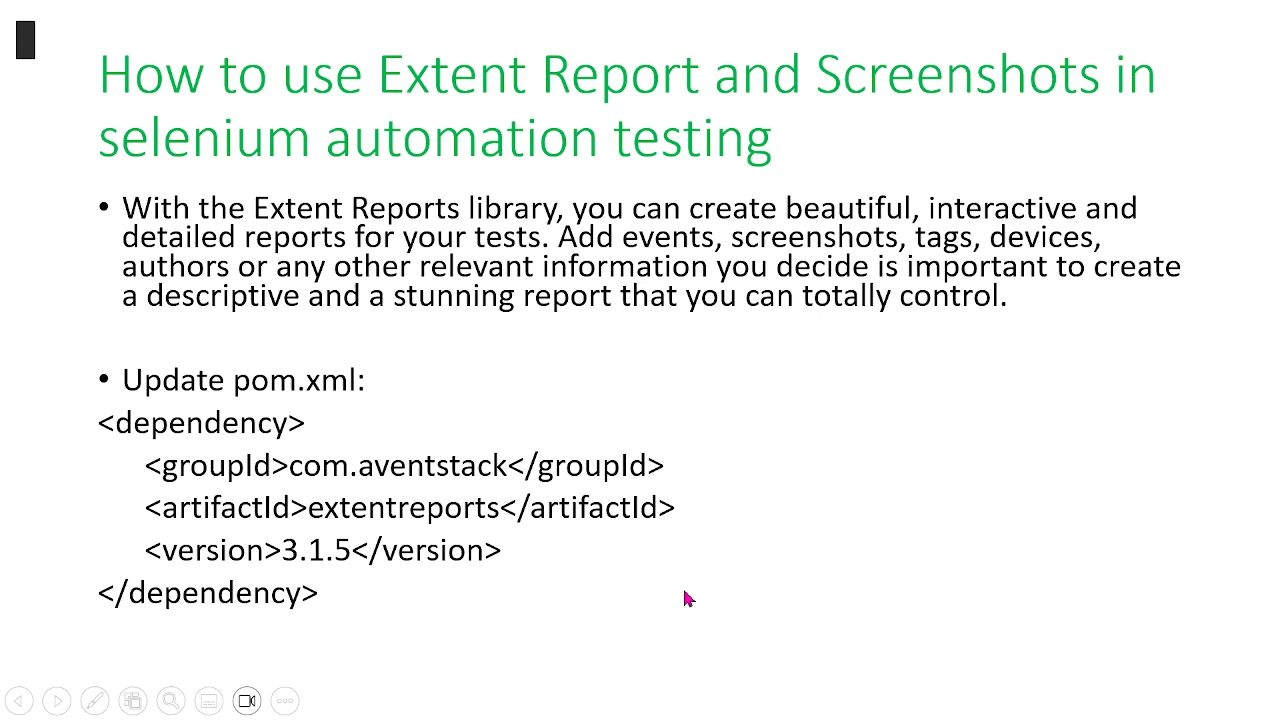 How to use Extent Report and Screenshots in
selenium automation testing
• With the Extent Reports library, you can create beautiful, interactive and
detailed reports for your tests. Add events, screenshots, tags, devices,
authors or any other relevant information you decide is important to create
a descriptive and a stunning report that you can totally control.
• Update pom.xml:
<dependency>
<groupId>com.aventstack</groupId>
<artifactId>extentreports</artifactId>
<version>3.1.5</version>
</dependency>